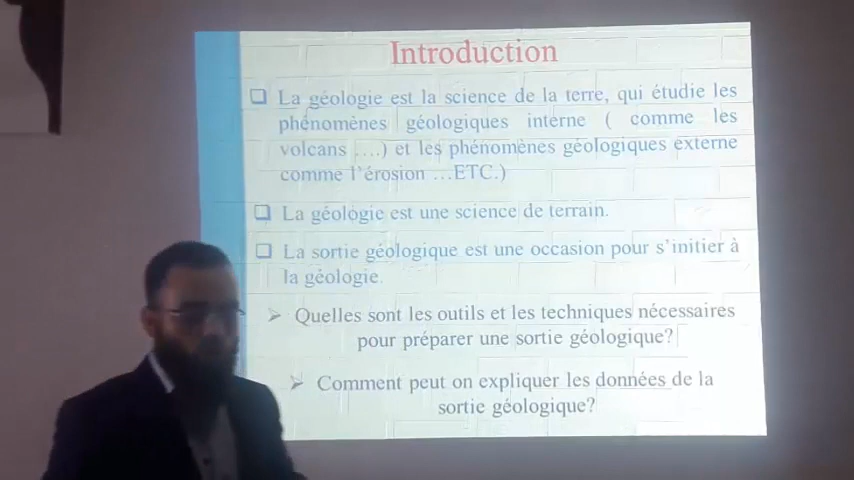 Introduction
La géologie est la science de la terre, qui étudie les
phénomènes géologiques interne ( comme les
volcans ....) et les phénomènes géologiques externe
comme l'érosion ...ETC.)
La géologie est une science de terrain.
La sortie géologique est une occasion pour s'initier à
la géologie.
Quelles sont les outils et les techniques nécessaires
pour préparer une sortie géologique?
Comment peut on expliquer les données de la
sortie géologique?